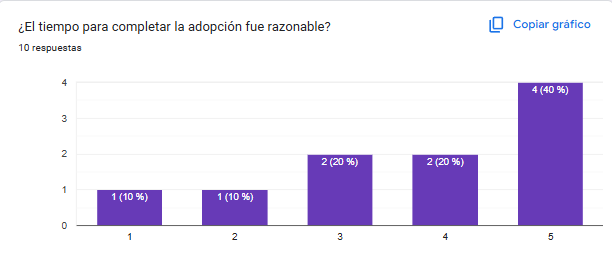 ¿El tiempo para completar la adopción fue razonable?
Copiar gráfico
10 respuestas
4
3
2
1
0
1 (10 %)
1 (10 %)
2 (20 %)
2 (20 %)
4 (40 %)
1
2
3
4
5